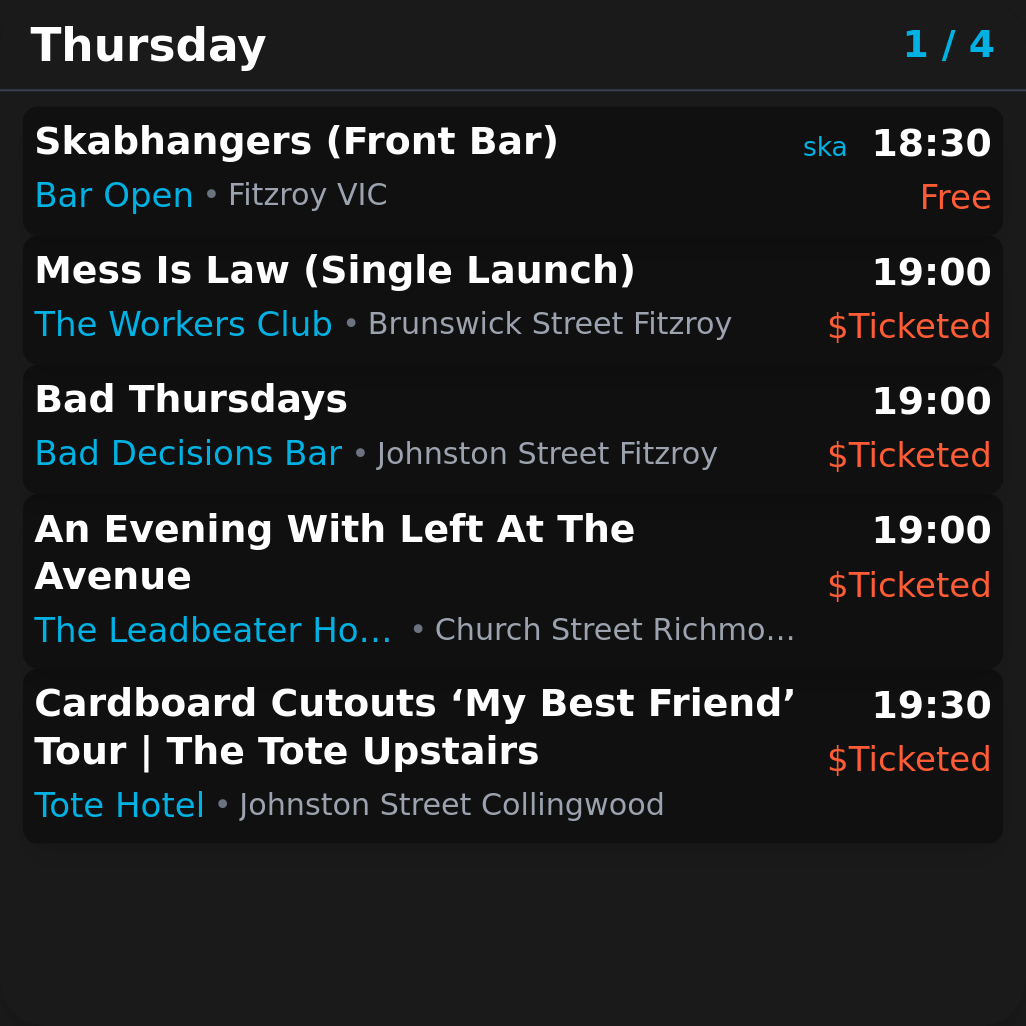 Thursday 1 / 4
Skabhangers (Front Bar) ska 18:30
Bar Open • Fitzroy VIC Free
Mess Is Law (Single Launch) 19:00
The Workers Club • Brunswick Street Fitzroy $Ticketed
Bad Thursdays 19:00
Bad Decisions Bar • Johnston Street Fitzroy $Ticketed
An Evening With Left At The 19:00
Avenue $Ticketed
The Leadbeater Ho… • Church Street Richmo…
Cardboard Cutouts ‘My Best Friend’ 19:30
Tour | The Tote Upstairs $Ticketed
Tote Hotel • Johnston Street Collingwood